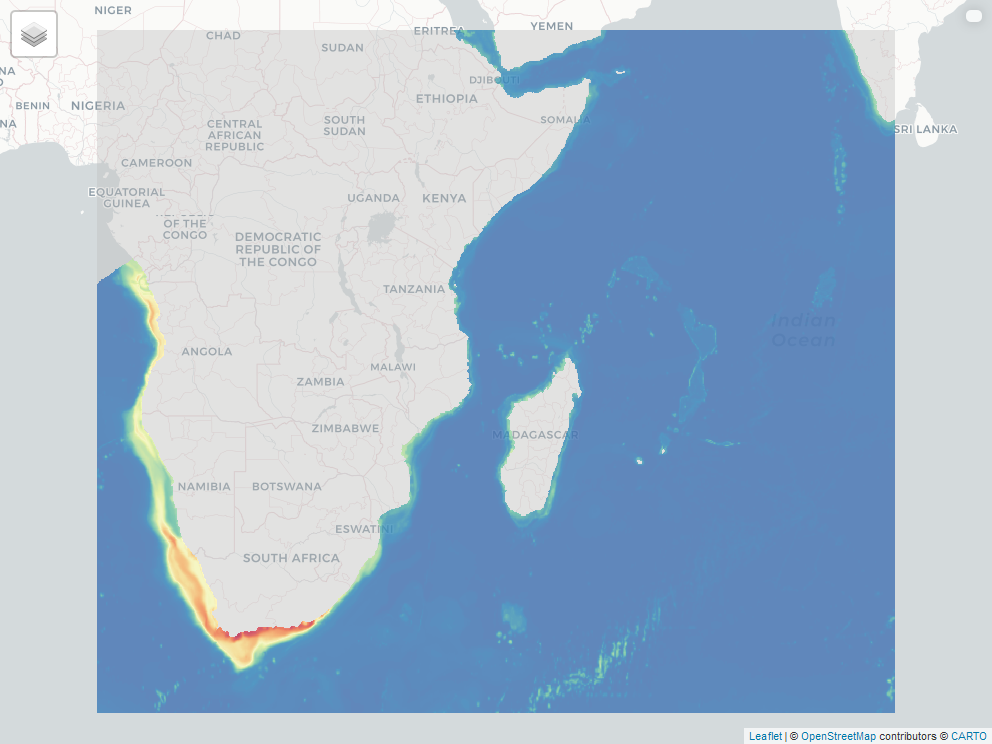 NIGER
CHAD
SUDAN
ERITREA
YEMEN
NA
BENIN
NIGERIA
NA
DJIBOUTI
ETHIOPIA
CENTRAL
AFRICAN
REPUBLIC
SOUTH
SUDAN
SOMALIA
SRI LANKA
CAMEROON
EQUATORIAL
GUINEA
UGANDA
KENYA
OF THE
CONGO
DEMOCRATIC
REPUBLIC OF
THE CONGO
TANZANIA
Indian
Ocean
ANGOLA
ZAMBIA
MALAWI
ZIMBABWE
MADAGASCAR
NAMIBIA
BOTSWANA
ESWATINI
SOUTH AFRICA
Leaflet | © OpenStreetMap contributors © CARTO